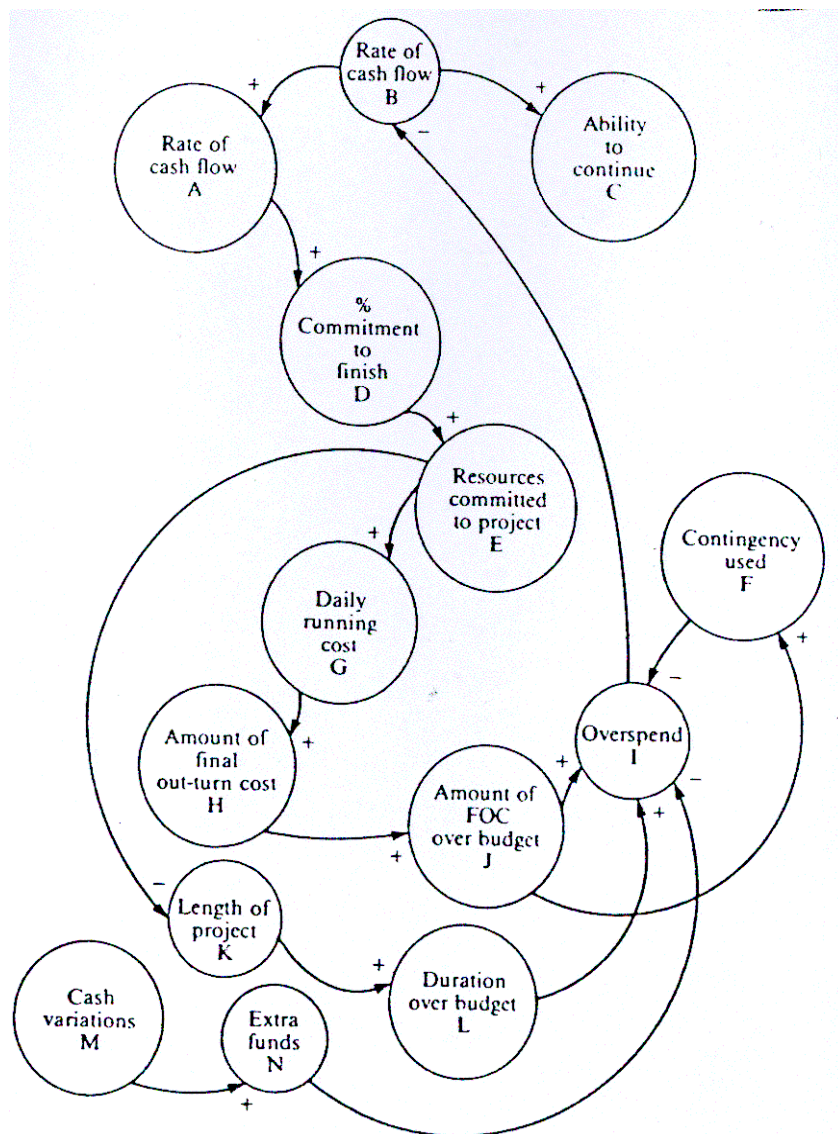 Rate of
cash flow
B
+
+
−
Rate of
cash flow
A
Ability
to
continue
C
+
%
Commitment
to
finish
D
+
Resources
committed
to project
E
+
Contingency
used
F
+
Daily
running
cost
G
−
Amount of
final
out-turn cost
H
+
Overspend
I
+
−
+
Amount of
FOC
over budget
J
+
−
Length of
project
K
+
Duration
over budget
L
Cash
variations
M
Extra
funds
N
+